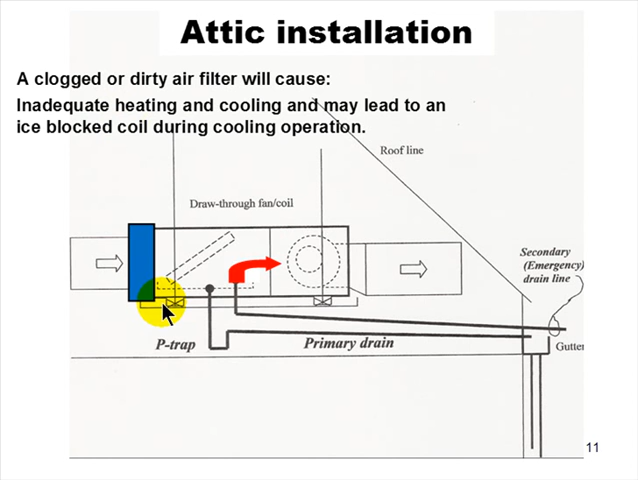 Attic installation
A clogged or dirty air filter will cause:
Inadequate heating and cooling and may lead to an
ice blocked coil during cooling operation.
Roof line
Draw-through fan/coil
Secondary
(Emergency)
drain line
P-trap
Primary drain
Gutter
11